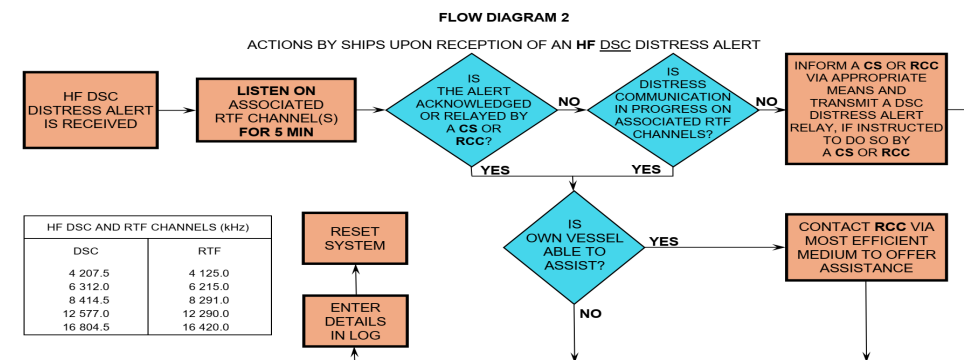 FLOW DIAGRAM 2
ACTIONS BY SHIPS UPON RECEPTION OF AN HF DSC DISTRESS ALERT
HF DSC
DISTRESS ALERT
IS RECEIVED
LISTEN ON
ASSOCIATED
RTF CHANNEL(S)
FOR 5 MIN
IS
THE ALERT
ACKNOWLEDGED
OR RELAYED BY
A CS OR
RCC?
NO
YES
IS
DISTRESS
COMMUNICATION
IN PROGRESS ON
ASSOCIATED RTF
CHANNELS?
NO
YES
INFORM A CS OR RCC
VIA APPROPRIATE
MEANS AND
TRANSMIT A DSC
DISTRESS ALERT
RELAY, IF INSTRUCTED
TO DO SO BY
A CS OR RCC
HF DSC AND RTF CHANNELS (kHz)
DSC RTF
4 207.5 4 125.0
6 312.0 6 215.0
8 414.5 8 291.0
12 577.0 12 290.0
16 804.5 16 420.0
RESET
SYSTEM
ENTER
DETAILS
IN LOG
IS
OWN VESSEL
ABLE TO
ASSIST?
YES
NO
CONTACT RCC VIA
MOST EFFICIENT
MEDIUM TO OFFER
ASSISTANCE